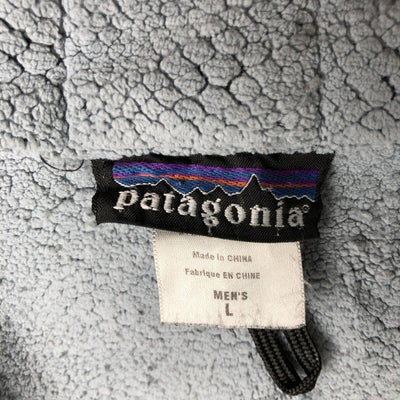 patagonia®
Made in CHINA
Fabriqué EN CHINE
MEN'S
L